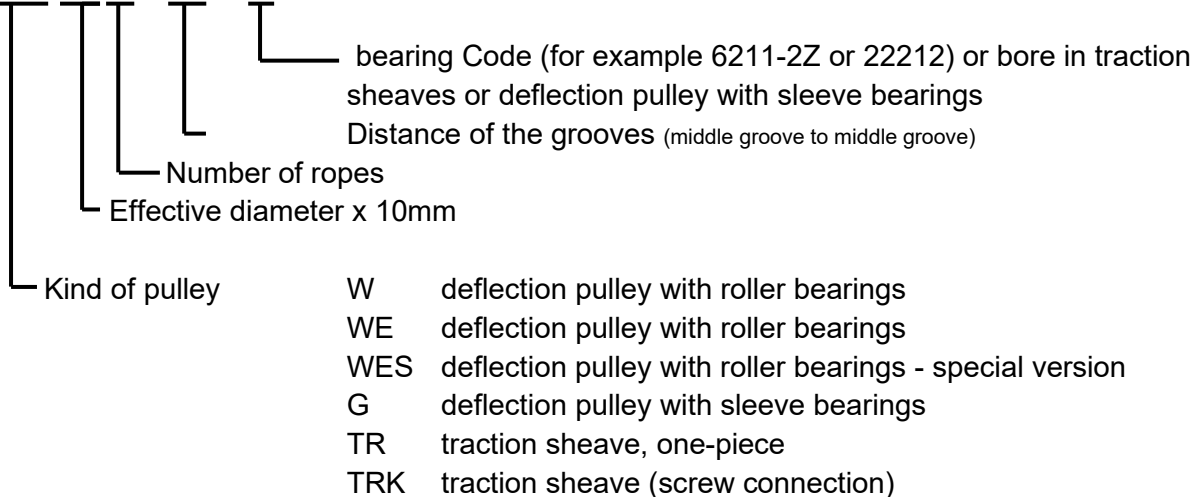 bearing Code (for example 6211-2Z or 22212) or bore in traction
sheaves or deflection pulley with sleeve bearings
Distance of the grooves (middle groove to middle groove)
Number of ropes
Effective diameter x 10mm
Kind of pulley W deflection pulley with roller bearings
WE deflection pulley with roller bearings
WES deflection pulley with roller bearings - special version
G deflection pulley with sleeve bearings
TR traction sheave, one-piece
TRK traction sheave (screw connection)